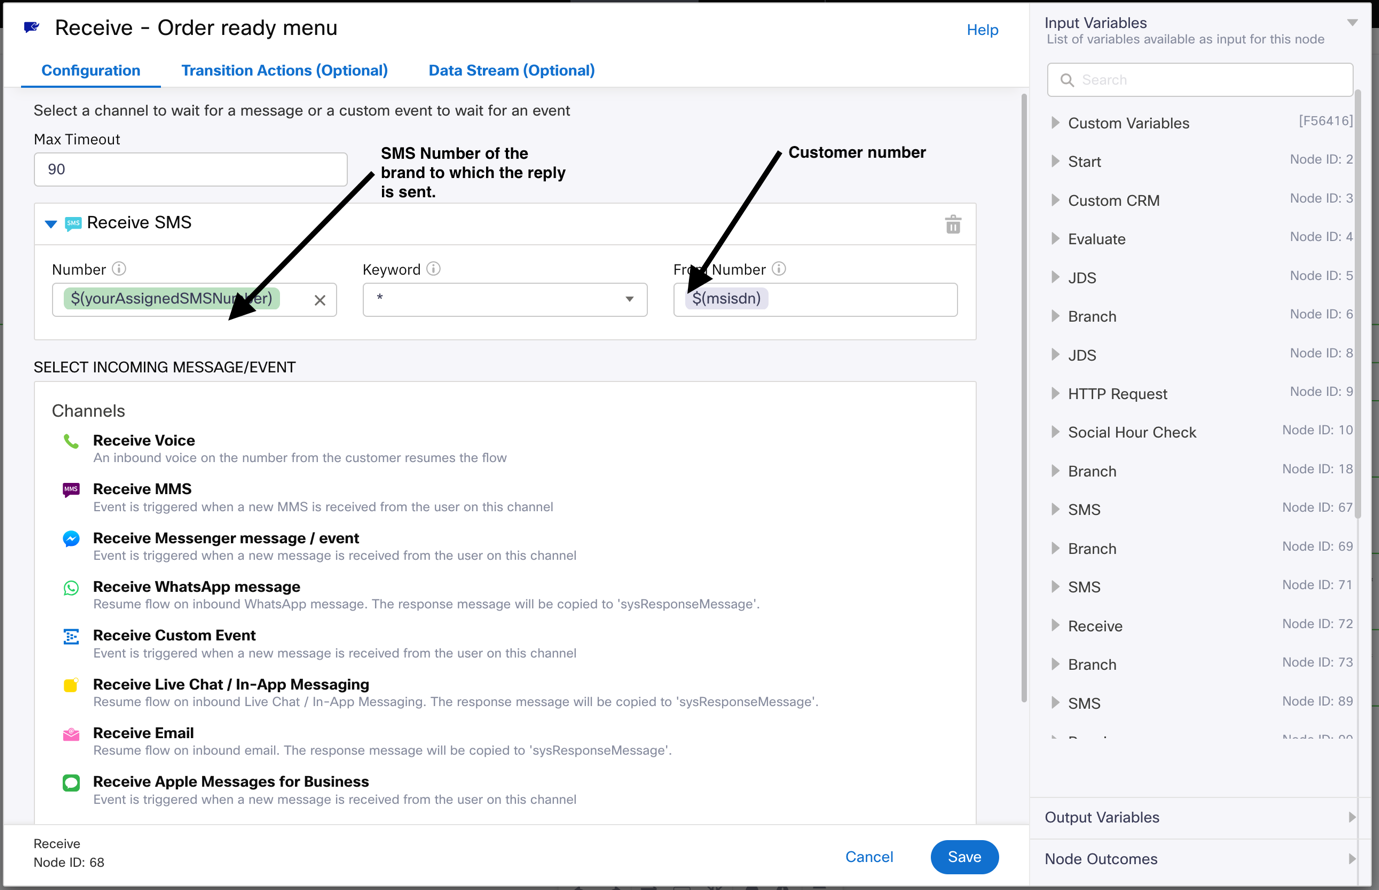 Receive - Order ready menu
Help
Configuration
Transition Actions (Optional)
Data Stream (Optional)
Select a channel to wait for a message or a custom event to wait for an event
Max Timeout
90
SMS Number of the
brand to which the reply
is sent.
Customer number
SMS
Receive SMS
Number
Keyword
From Number
$(yourAssignedSMSNumber)
*
$(msisdn)
SELECT INCOMING MESSAGE/EVENT
Channels
Receive Voice
An inbound voice on the number from the customer resumes the flow
MMS
Receive MMS
Event is triggered when a new MMS is received from the user on this channel
Receive Messenger message / event
Event is triggered when a new message is received from the user on this channel
Receive WhatsApp message
Resume flow on inbound WhatsApp message. The response message will be copied to 'sysResponseMessage'.
Receive Custom Event
Event is triggered when a new message is received from the user on this channel
Receive Live Chat / In-App Messaging
Resume flow on inbound Live Chat / In-App Messaging. The response message will be copied to 'sysResponseMessage'.
Receive Email
Resume flow on inbound email. The response message will be copied to 'sysResponseMessage'.
Receive Apple Messages for Business
Event is triggered when a new message is received from the user on this channel
Receive
Node ID: 68
Cancel
Save
Input Variables
List of variables available as input for this node
Search
Custom Variables [F56416]
Start Node ID: 2
Custom CRM Node ID: 3
Evaluate Node ID: 4
JDS Node ID: 5
Branch Node ID: 6
JDS Node ID: 8
HTTP Request Node ID: 9
Social Hour Check Node ID: 10
Branch Node ID: 18
SMS Node ID: 67
Branch Node ID: 69
SMS Node ID: 71
Receive Node ID: 72
Branch Node ID: 73
SMS Node ID: 89
Output Variables
Node Outcomes